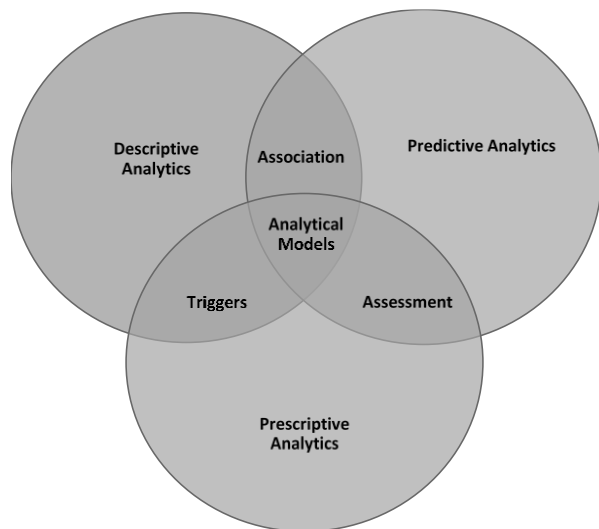 Descriptive
Analytics
Association
Predictive Analytics
Analytical
Models
Triggers
Assessment
Prescriptive
Analytics